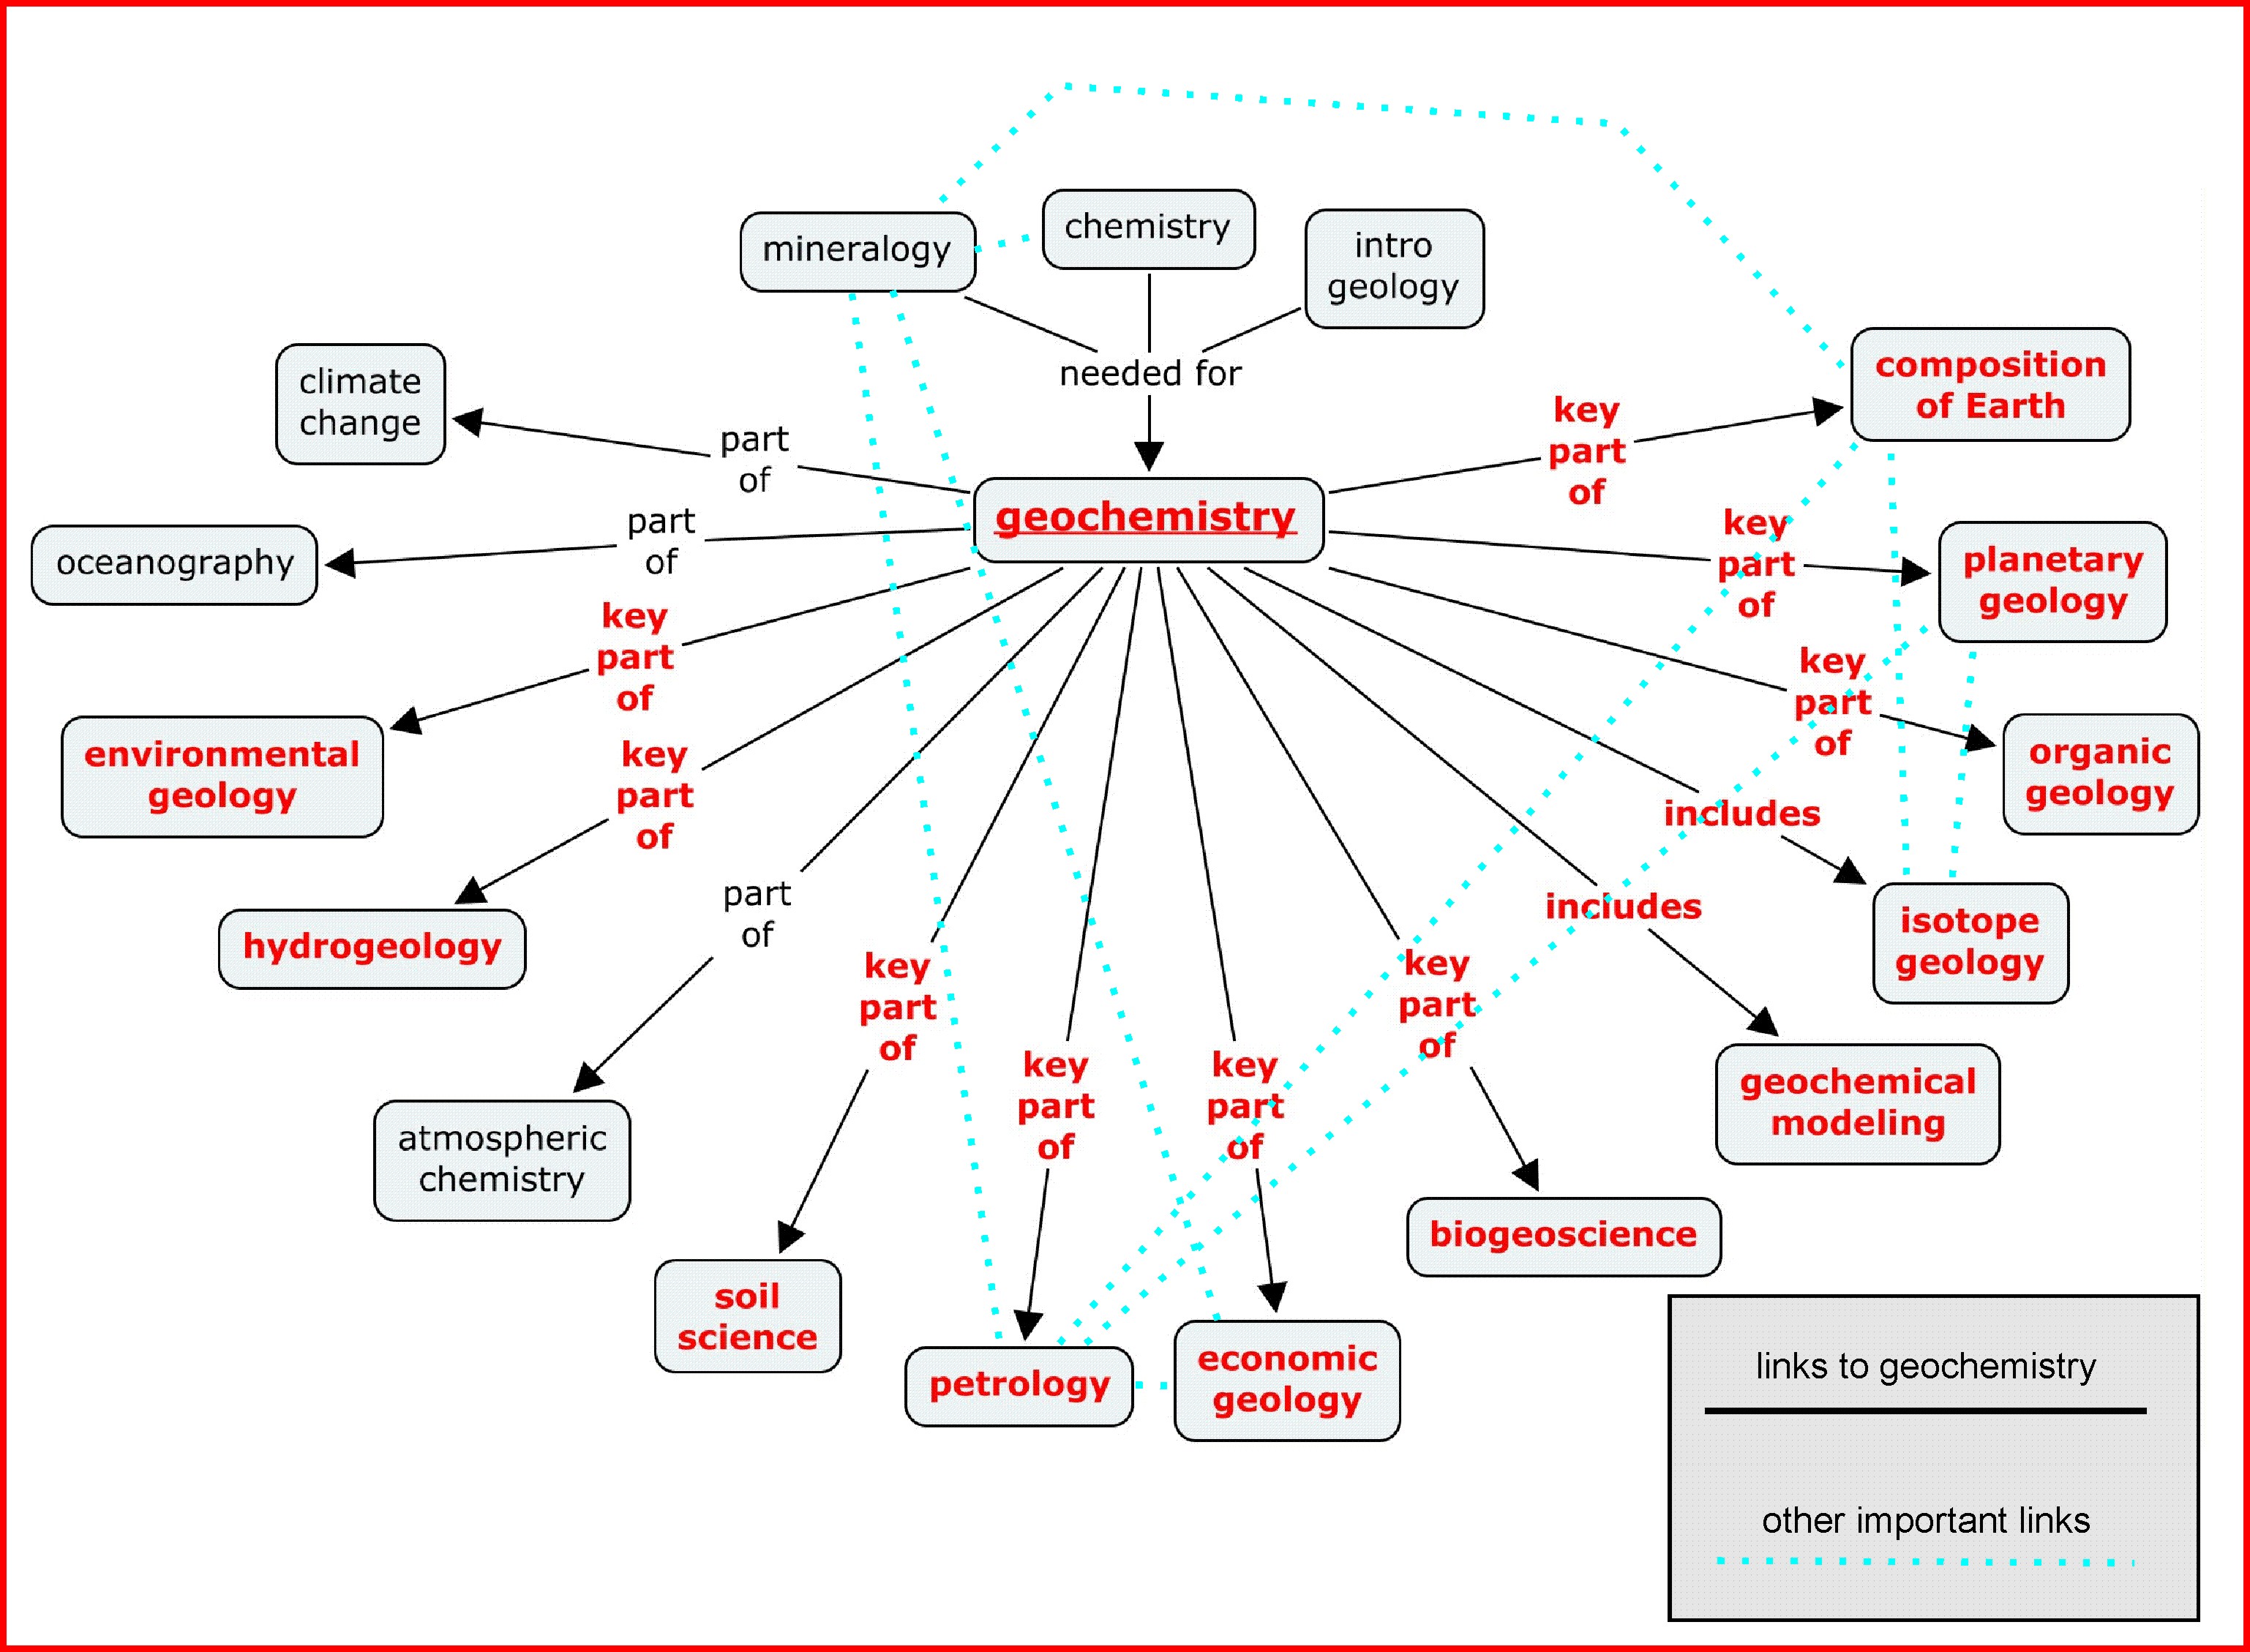 mineralogy
chemistry
intro
geology
needed for
climate
change
part
of
key
part
of
composition
of Earth
geochemistry
oceanography
part
of
key
part
of
planetary
geology
key
part
of
environmental
geology
key
part
of
organic
geology
key
part
of
hydrogeology
includes
isotope
geology
part
of
atmospheric
chemistry
includes
geochemical
modeling
key
part
of
soil
science
key
part
of
petrology
key
part
of
economic
geology
key
part
of
biogeoscience
links to geochemistry
other important links